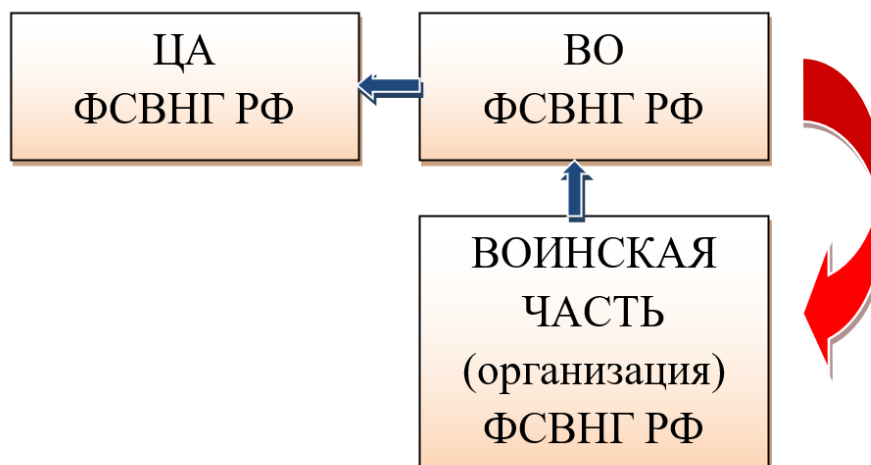 ЦА
ФСВНГ РФ
ВО
ФСВНГ РФ
ВОИНСКАЯ
ЧАСТЬ
(организация)
ФСВНГ РФ